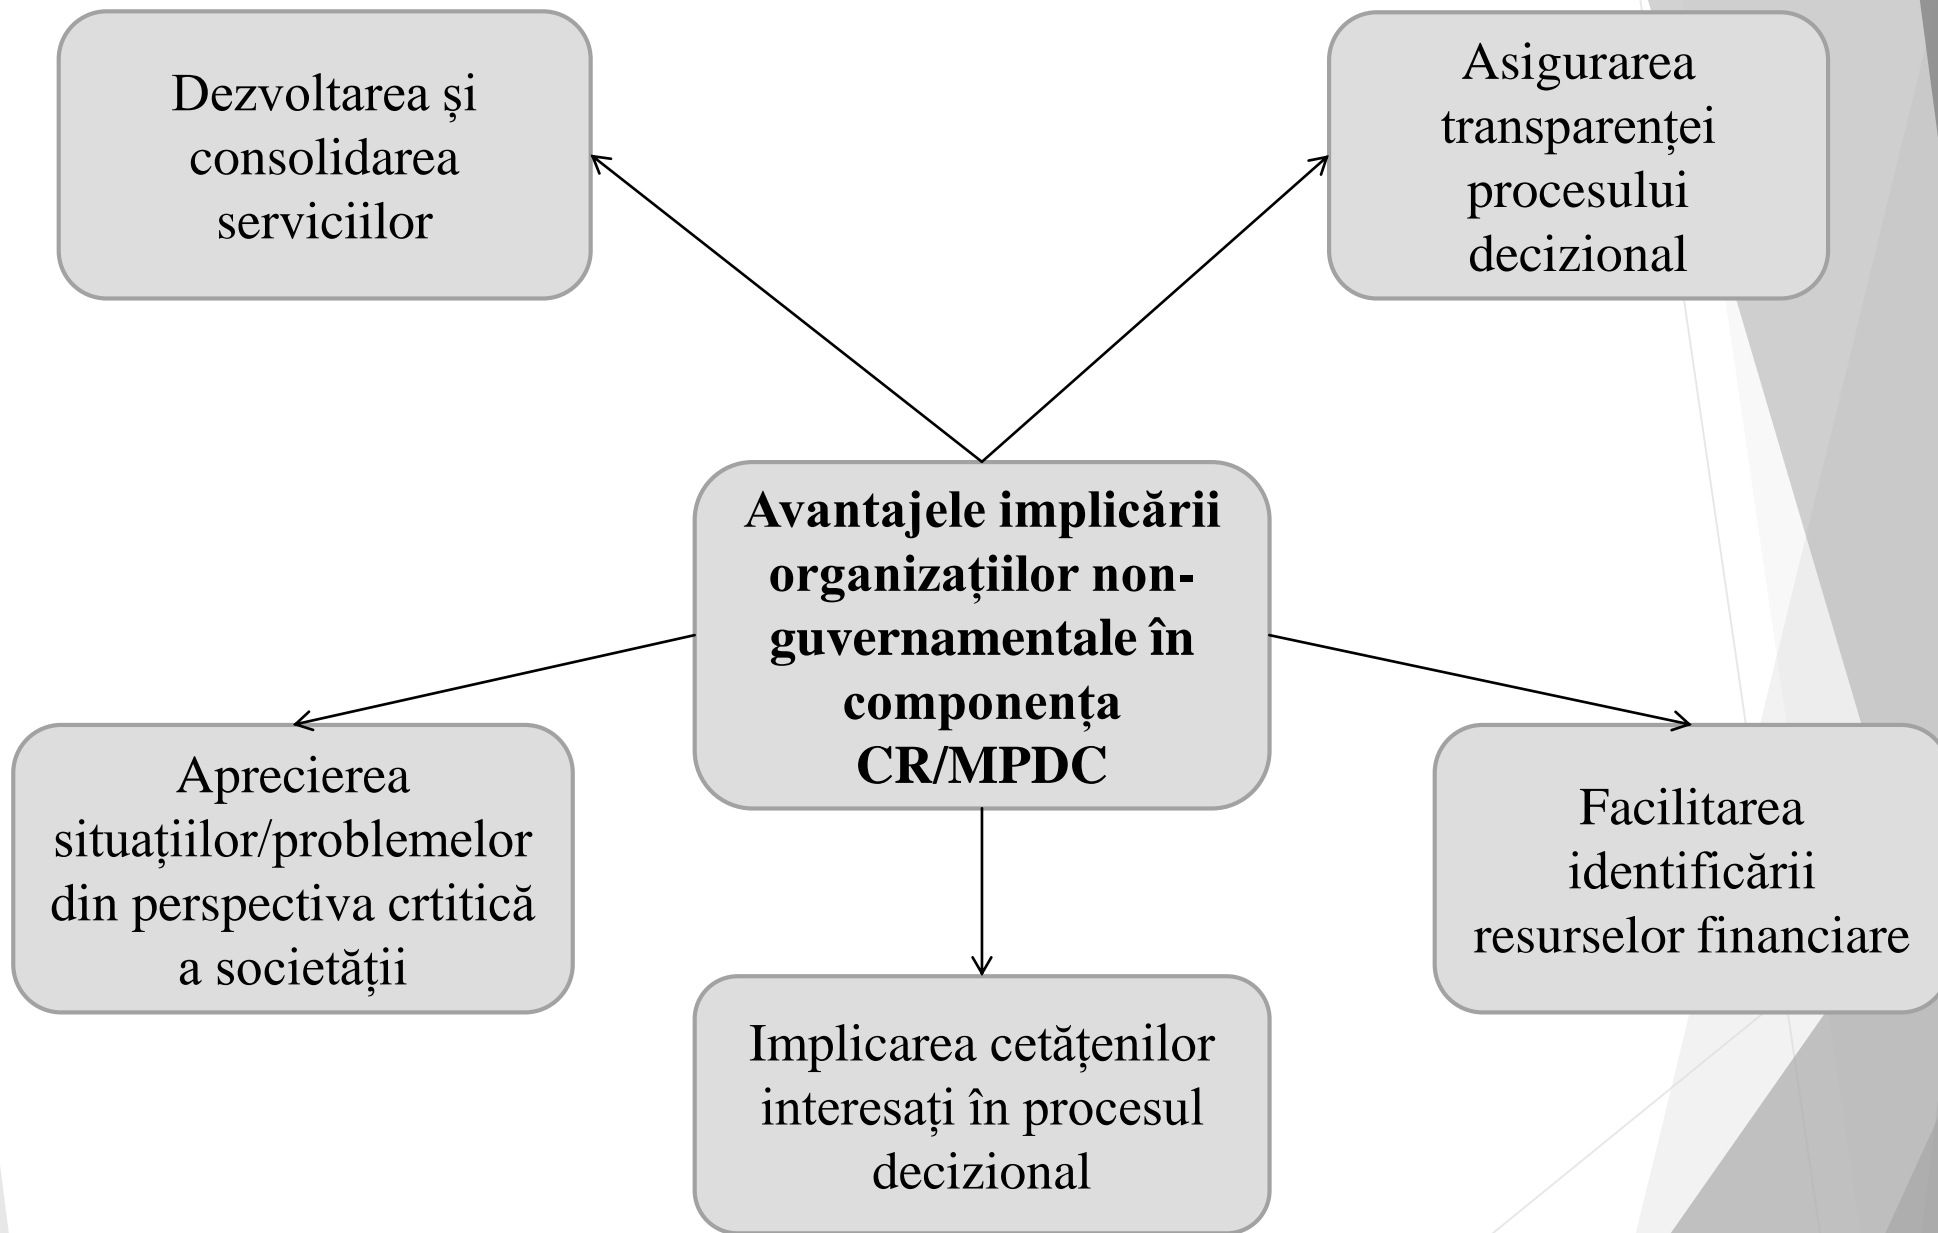 Dezvoltarea și
consolidarea
serviciilor
Asigurarea
transparenței
procesului
decizional
Avantajele implicării
organizațiilor non-
guvernamentale în
componența
CR/MPDC
Aprecierea
situațiilor/problemelor
din perspectiva crtitică
a societății
Facilitarea
identificării
resurselor financiare
Implicarea cetățenilor
interesați în procesul
decizional